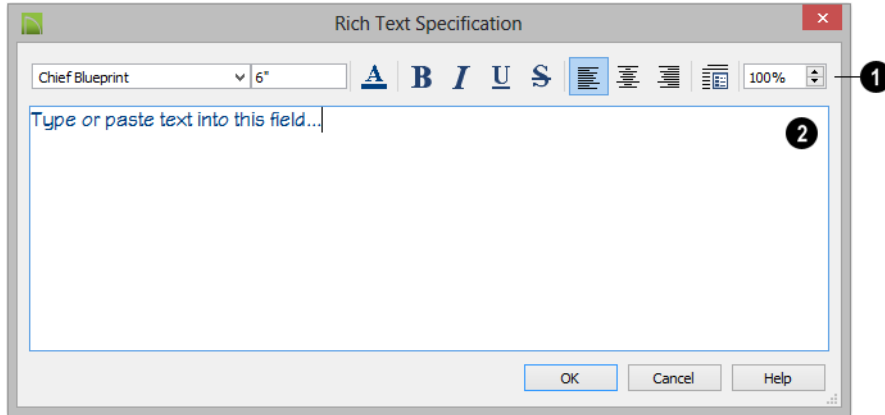 Rich Text Specification
Chief Blueprint 6" A B I U S 100% 1
Type or paste text into this field...
2
OK Cancel Help